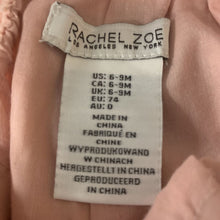 RACHEL ZOE
LOS ANGELES NEW YORK
US: 6-9M
CA: 6-9M
UK: 6-9M
EU: 74
AU: 0
MADE IN
CHINA
FABRIQUÉ EN
CHINE
WYPRODUKOWANO
W CHINACH
HERGESTELLT IN CHINA
GEPRODUCEERD
IN CHINA